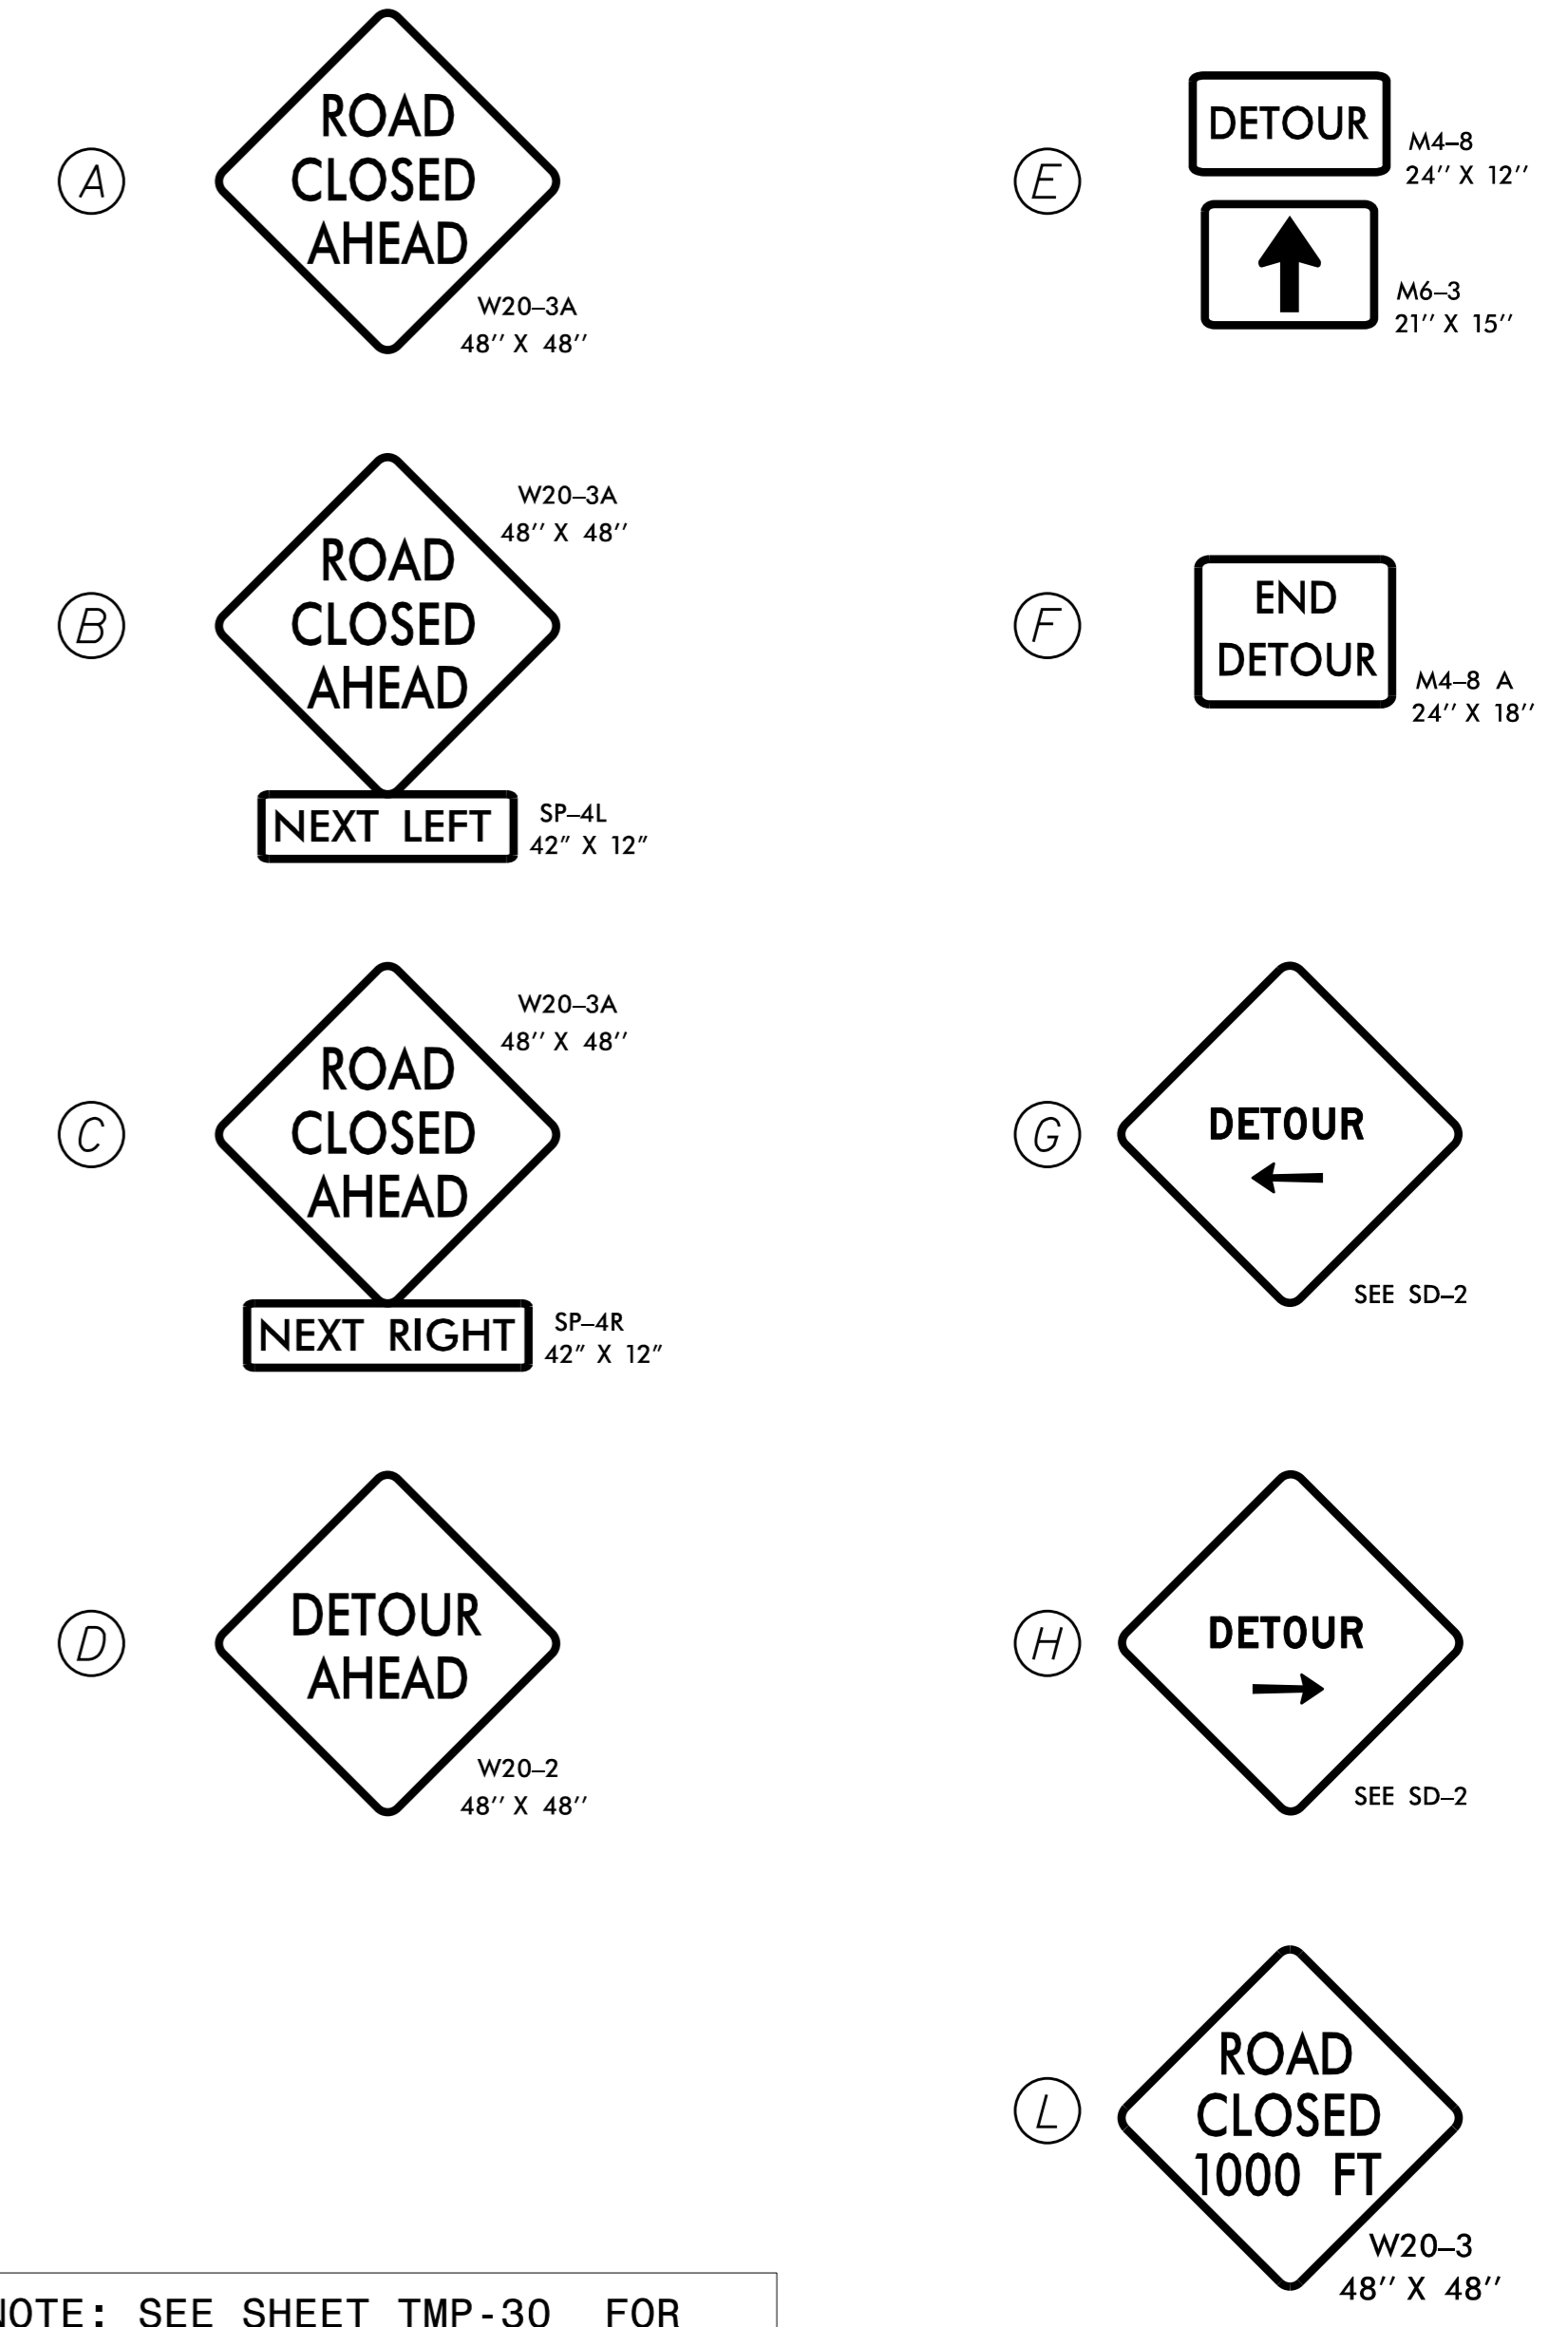 A
ROAD
CLOSED
AHEAD
W20–3A
48'' X 48''
B
W20–3A
48'' X 48''
ROAD
CLOSED
AHEAD
NEXT LEFT
SP–4L
42" X 12"
C
W20–3A
48'' X 48''
ROAD
CLOSED
AHEAD
NEXT RIGHT
SP–4R
42" X 12"
D
DETOUR
AHEAD
W20–2
48'' X 48''
E
DETOUR
M4–8
24'' X 12''
M6–3
21'' X 15''
F
END
DETOUR
M4–8 A
24'' X 18''
G
DETOUR
SEE SD–2
H
DETOUR
SEE SD–2
L
ROAD
CLOSED
1000 FT
W20–3
48'' X 48''
NOTE: SEE SHEET TMP-30 FOR